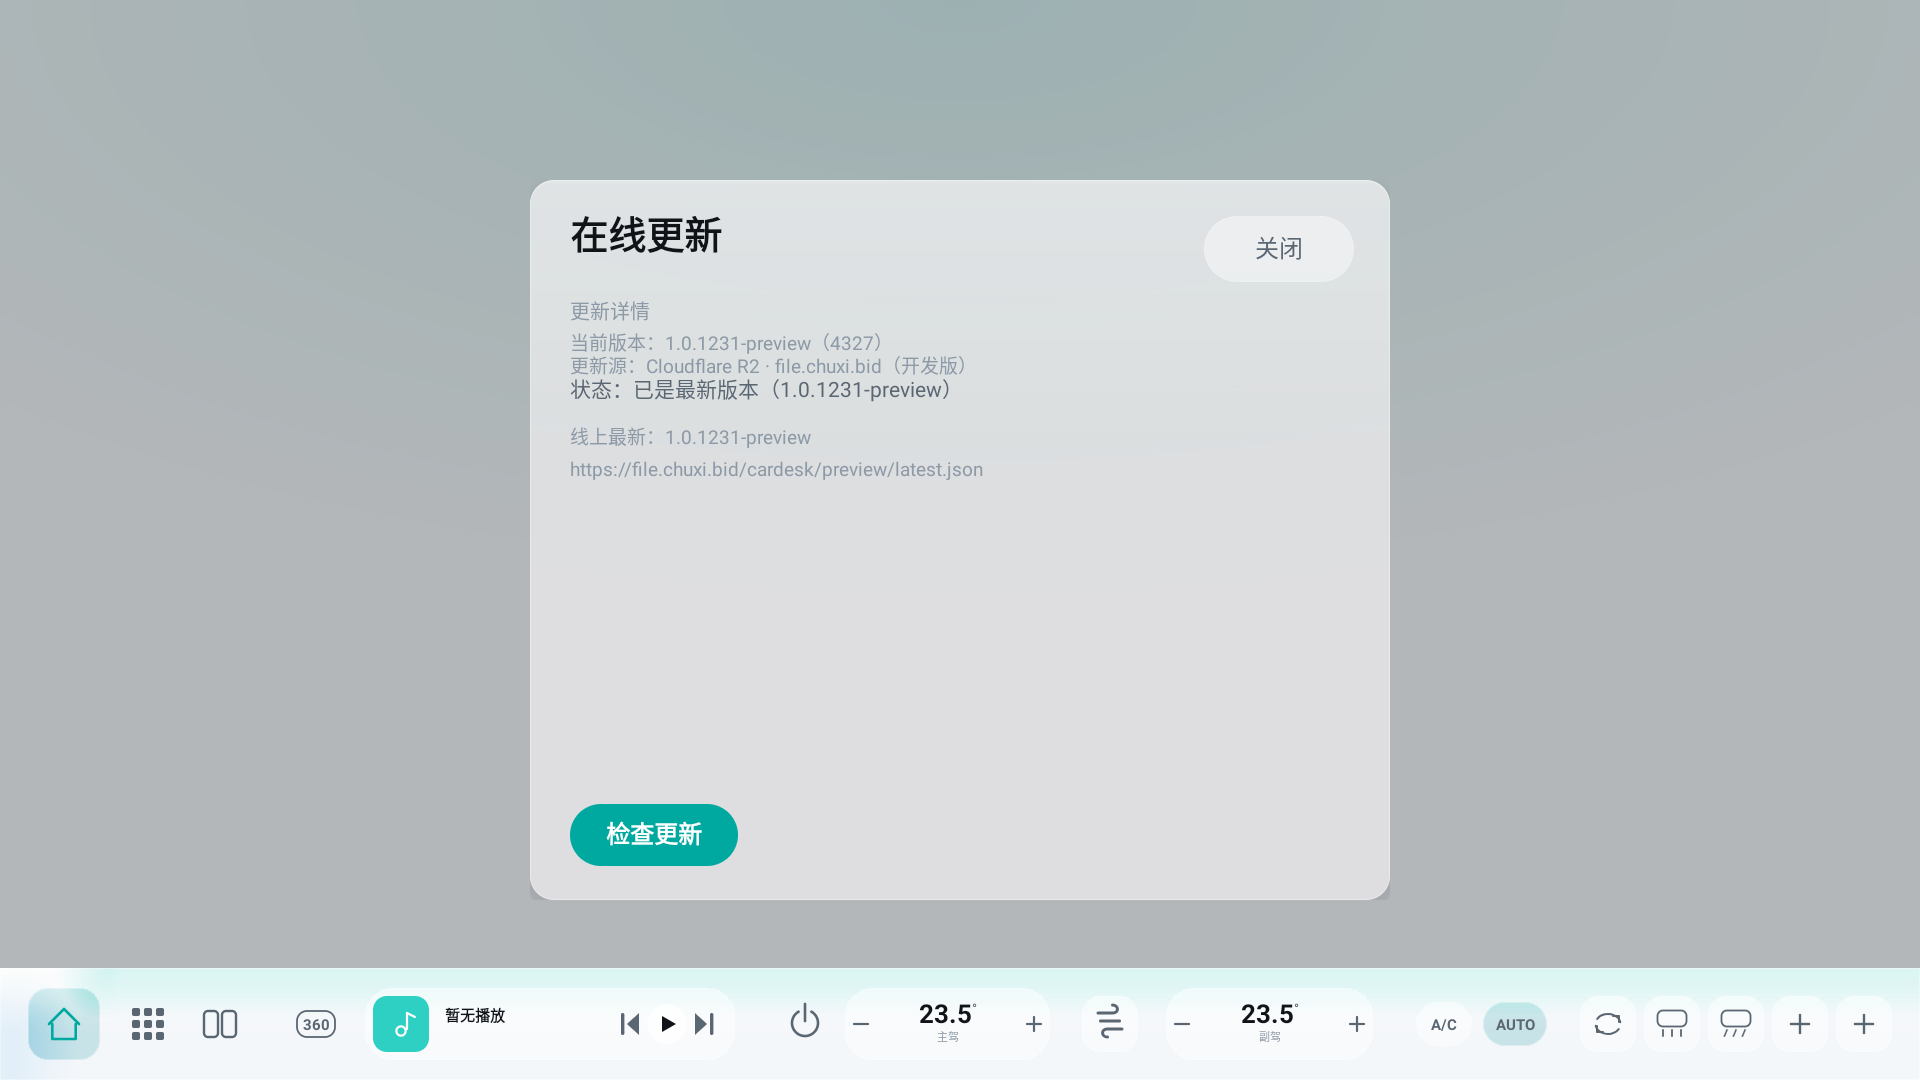 在线更新
关闭
更新详情
当前版本：1.0.1231-preview（4327）
更新源：Cloudflare R2 · file.chuxi.bid（开发版）
状态：已是最新版本（1.0.1231-preview）
线上最新：1.0.1231-preview
https://file.chuxi.bid/cardesk/preview/latest.json
检查更新
360
暂无播放
23.5°
主驾
23.5°
副驾
A/C
AUTO